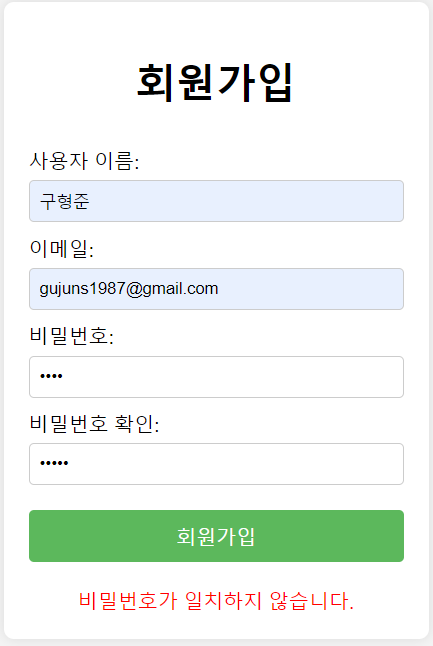 회원가입
사용자 이름:
구형준
이메일:
gujuns1987@gmail.com
비밀번호:
••••
비밀번호 확인:
•••••
회원가입
비밀번호가 일치하지 않습니다.